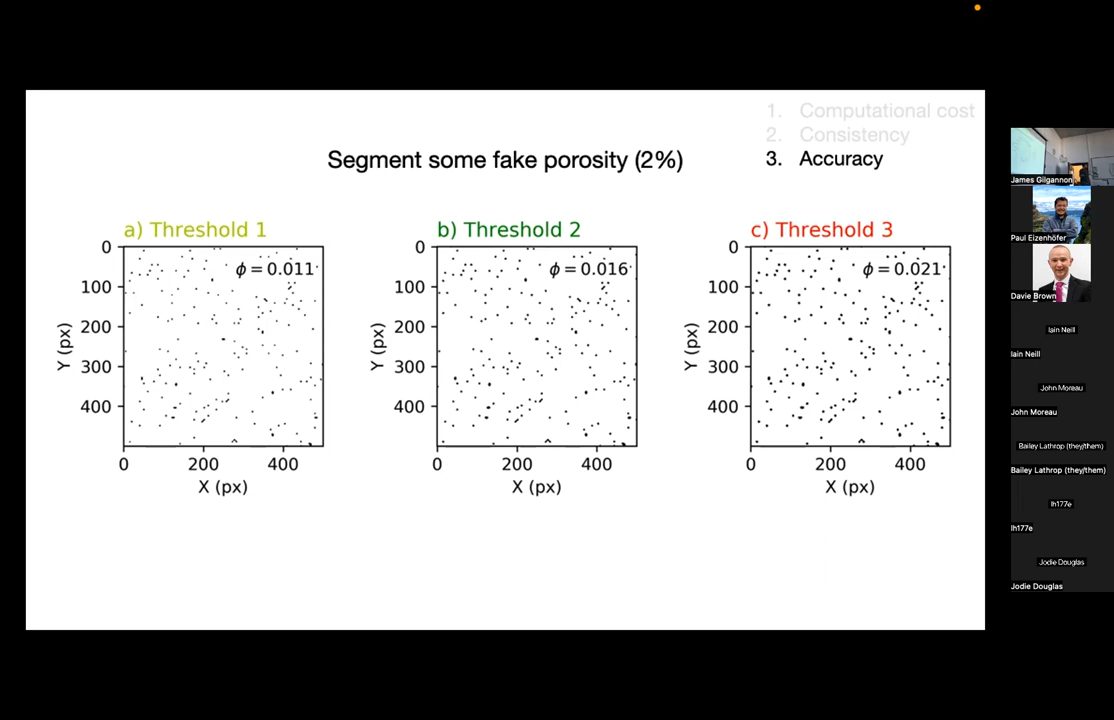 1. Computational cost
2. Consistency
3. Accuracy
Segment some fake porosity (2%)
a) Threshold 1
b) Threshold 2
c) Threshold 3
ϕ = 0.011
ϕ = 0.016
ϕ = 0.021
0
100
200
300
400
Y (px)
0 200 400
X (px)
0
100
200
300
400
Y (px)
0 200 400
X (px)
0
100
200
300
400
Y (px)
0 200 400
X (px)
James Gilgannon
Paul Eizenhöfer
Davie Brown
Iain Neill
Iain Neill
John Moreau
John Moreau
Bailey Lathrop (they/them)
Bailey Lathrop (they/them)
lh177e
lh177e
Jodie Douglas
Jodie Douglas